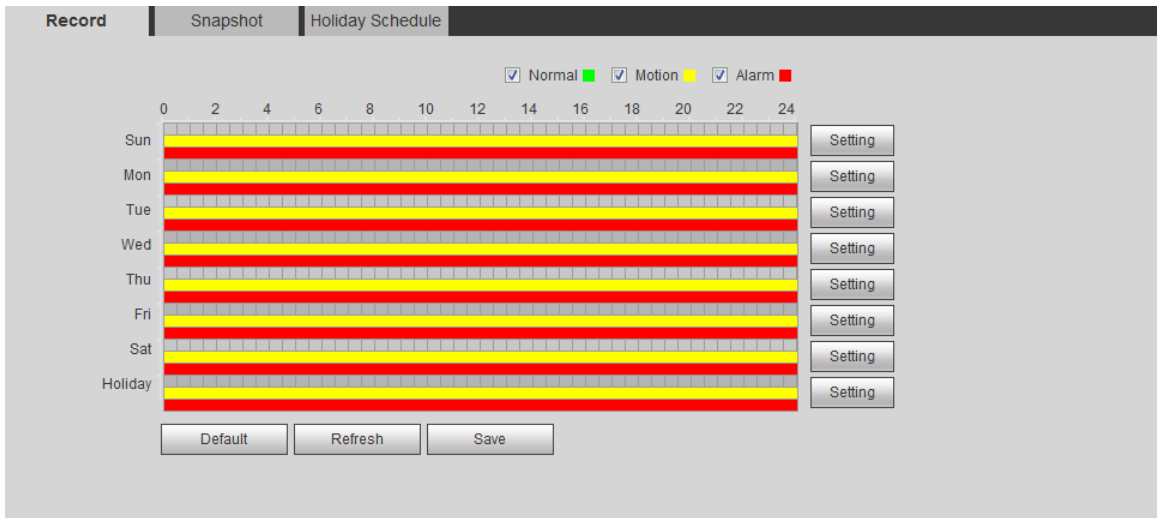 Record Snapshot Holiday Schedule
Normal Motion Alarm
0 2 4 6 8 10 12 14 16 18 20 22 24
Sun Setting
Mon Setting
Tue Setting
Wed Setting
Thu Setting
Fri Setting
Sat Setting
Holiday Setting
Default Refresh Save